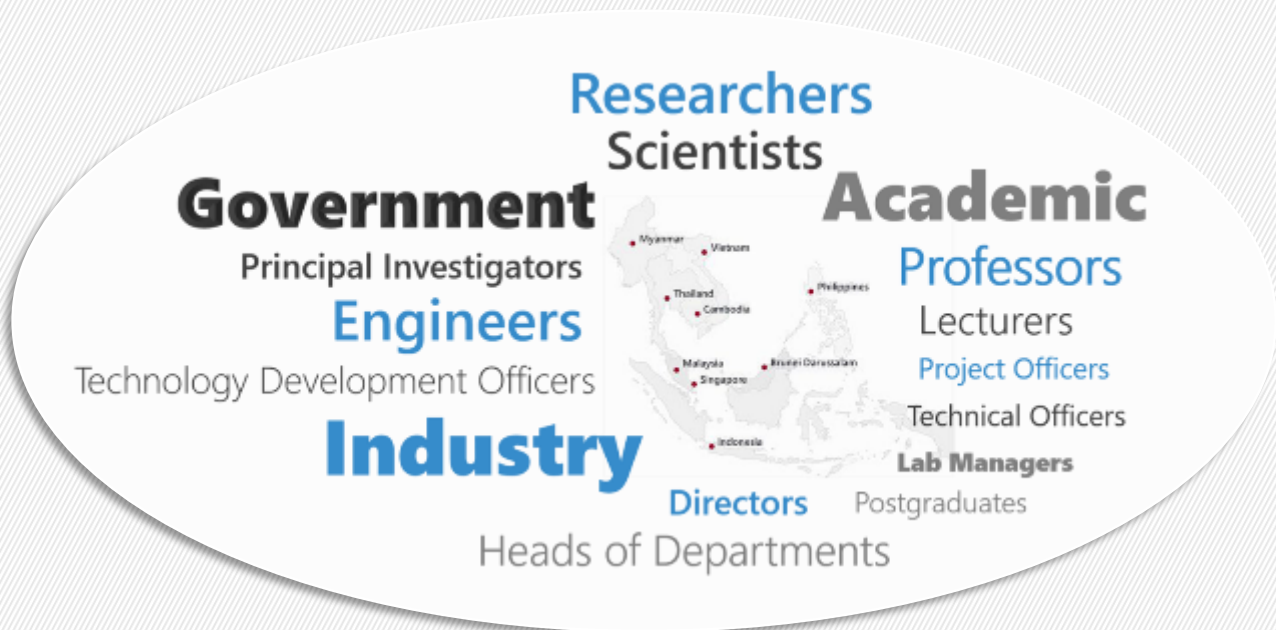 Researchers
Scientists
Government
Academic
Myanmar
Vietnam
Principal Investigators
Professors
Thailand
Philippines
Cambodia
Engineers
Lecturers
Malaysia
Brunei Darussalam
Project Officers
Technology Development Officers
Singapore
Technical Officers
Industry
Indonesia
Lab Managers
Directors
Postgraduates
Heads of Departments